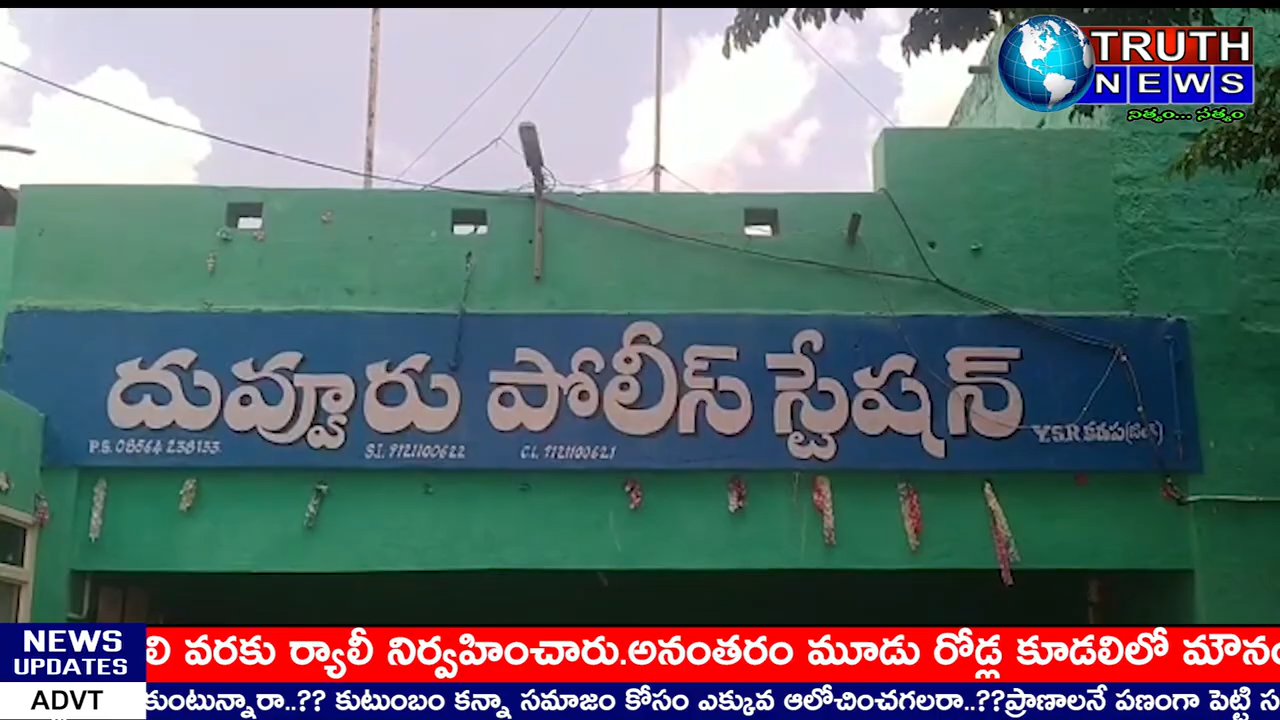 TRUTH
NEWS
నిత్యం... సత్యం
దువ్వూరు పోలీస్ స్టేషన్
Y.S.R కడప(జిల్లా)
P.S. 08564 238133.
S.I. 9121100622
C.I. 9121100621
NEWS
UPDATES
లి వరకు ర్యాలీ నిర్వహించారు.అనంతరం మూడు రోడ్ల కూడలిలో మౌనం
ADVT
కుంటున్నారా..?? కుటుంబం కన్నా సమాజం కోసం ఎక్కువ ఆలోచించగలరా..??ప్రాణాలనే పణంగా పెట్టి స